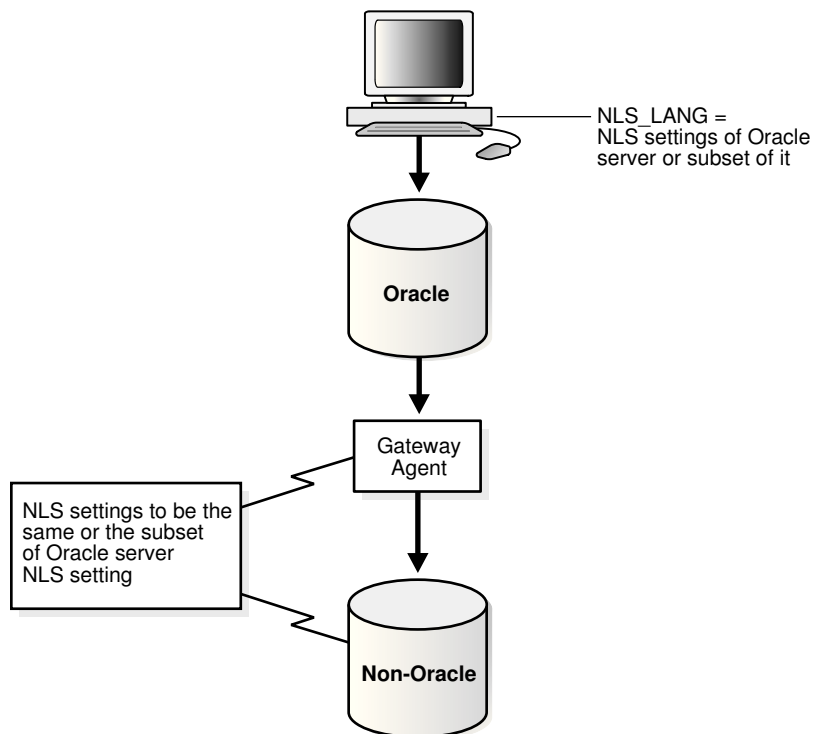 NLS_LANG =
NLS settings of Oracle
server or subset of it
Oracle
Gateway
Agent
NLS settings to be the
same or the subset
of Oracle server
NLS setting
Non-Oracle